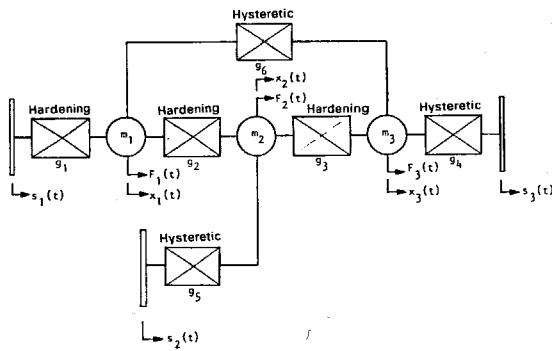 Hysteretic
g6
x2(t)
F2(t)
Hardening
Hardening
Hardening
Hysteretic
m1
m2
m3
g1
g2
g3
g4
s1(t)
F1(t)
x1(t)
F3(t)
x3(t)
s3(t)
Hysteretic
g5
s2(t)